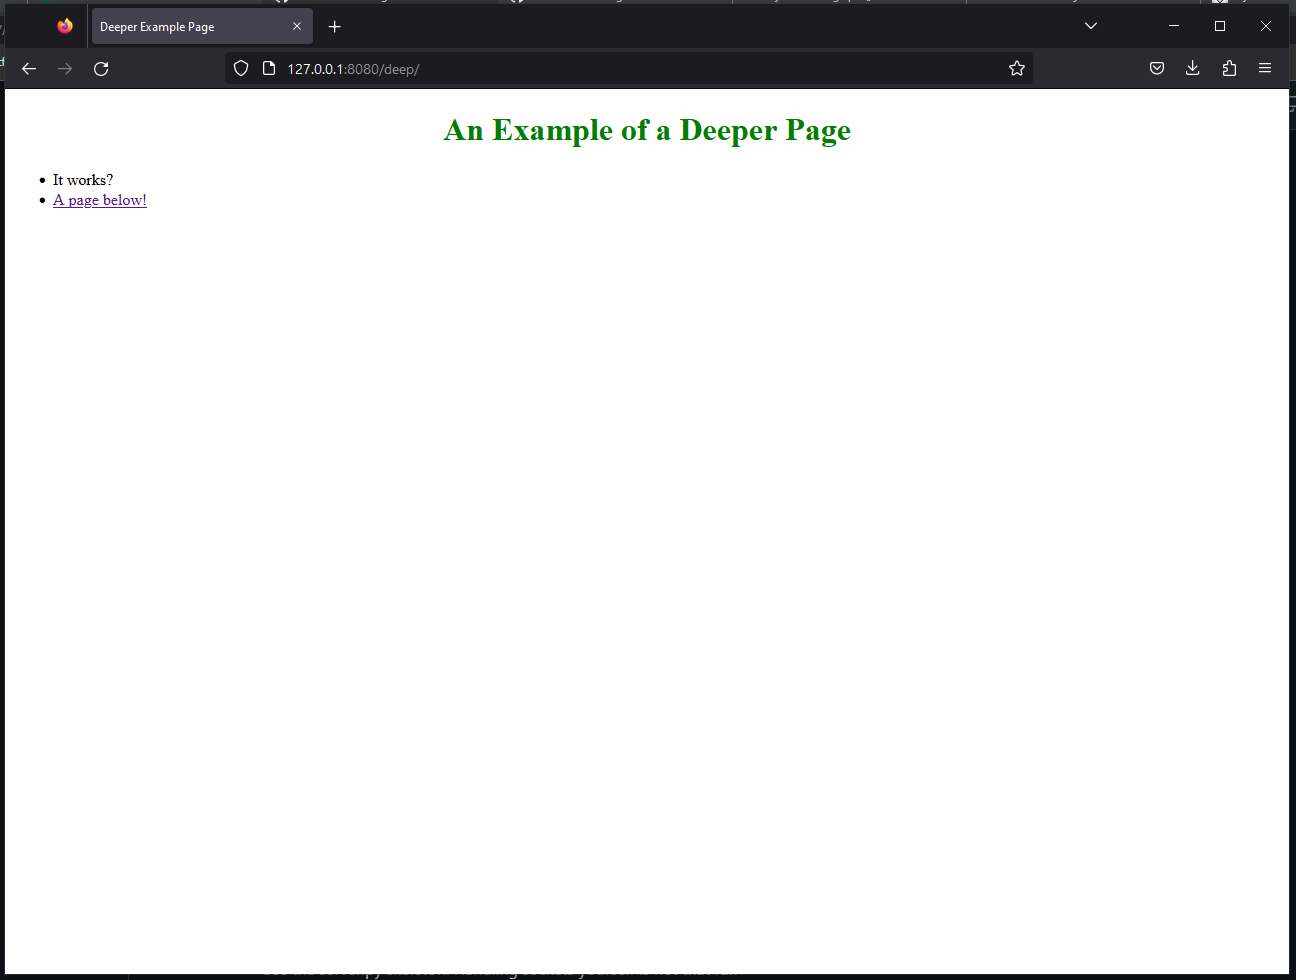 Deeper Example Page
127.0.0.1:8080/deep/
An Example of a Deeper Page
It works?
A page below!